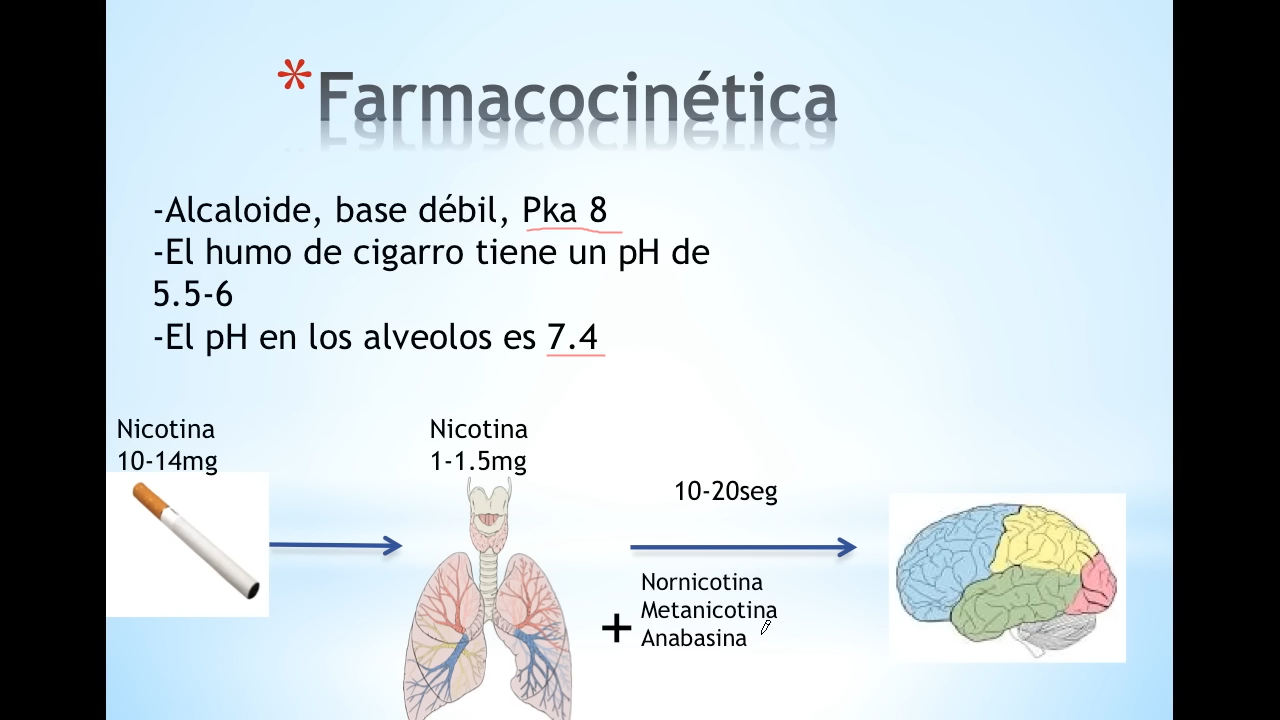 *Farmacocinética
-Alcaloide, base débil, Pka 8
-El humo de cigarro tiene un pH de
5.5-6
-El pH en los alveolos es 7.4
Nicotina
10-14mg
Nicotina
1-1.5mg
10-20seg
+
Nornicotina
Metanicotina
Anabasina